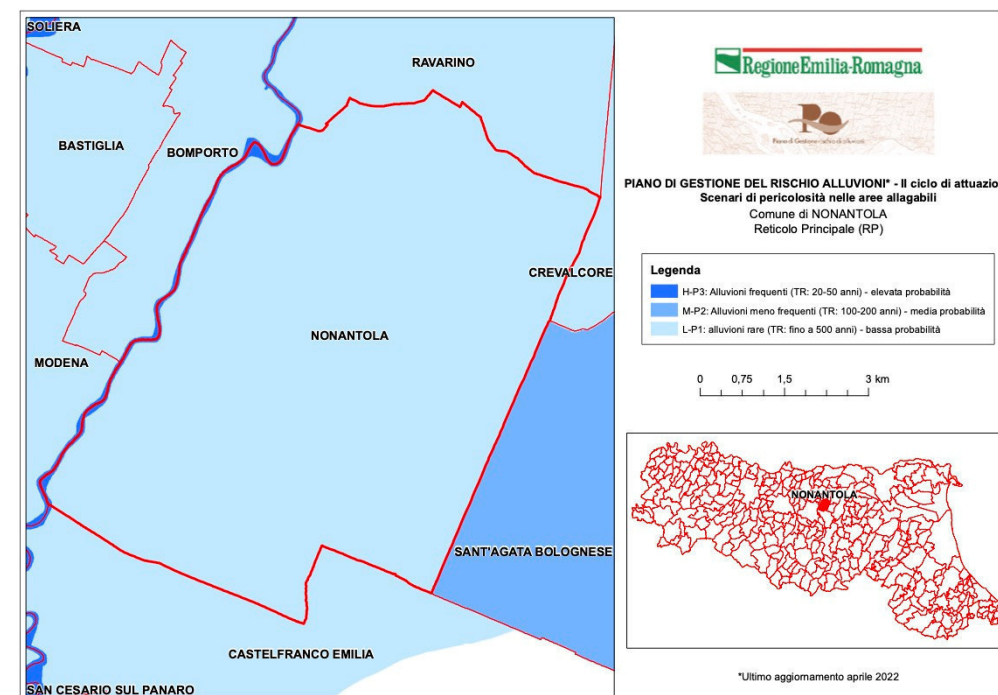 SOLIERA
RAVARINO
BASTIGLIA
BOMPORTO
CREVALCORE
NONANTOLA
MODENA
SANT'AGATA BOLOGNESE
CASTELFRANCO EMILIA
SAN CESARIO SUL PANARO
RegioneEmilia-Romagna
Po
PIANO DI GESTIONE DEL RISCHIO ALLUVIONI* - II ciclo di attuazio
Scenari di pericolosità nelle aree allagabili
Comune di NONANTOLA
Reticolo Principale (RP)
Legenda
H-P3: Alluvioni frequenti (TR: 20-50 anni) - elevata probabilità
M-P2: Alluvioni meno frequenti (TR: 100-200 anni) - media probabilità
L-P1: alluvioni rare (TR: fino a 500 anni) - bassa probabilità
0 0,75 1,5 3 km
NONANTOLA
*Ultimo aggiornamento aprile 2022